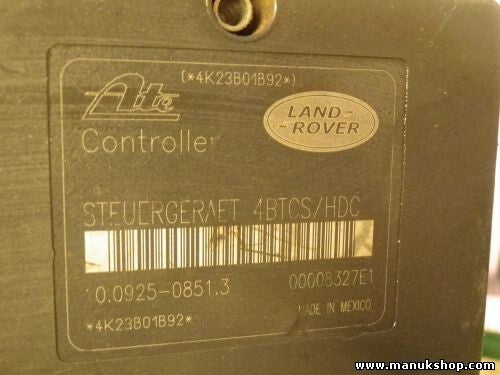 (*4K23B01B92*)
Ate
LAND-
-ROVER
Controller
STEUERGERAET 4BTCS/HDC
10.0925-0851.3 00008327E1
MADE IN MEXICO
*4K23B01B92*
www.manukshop.com